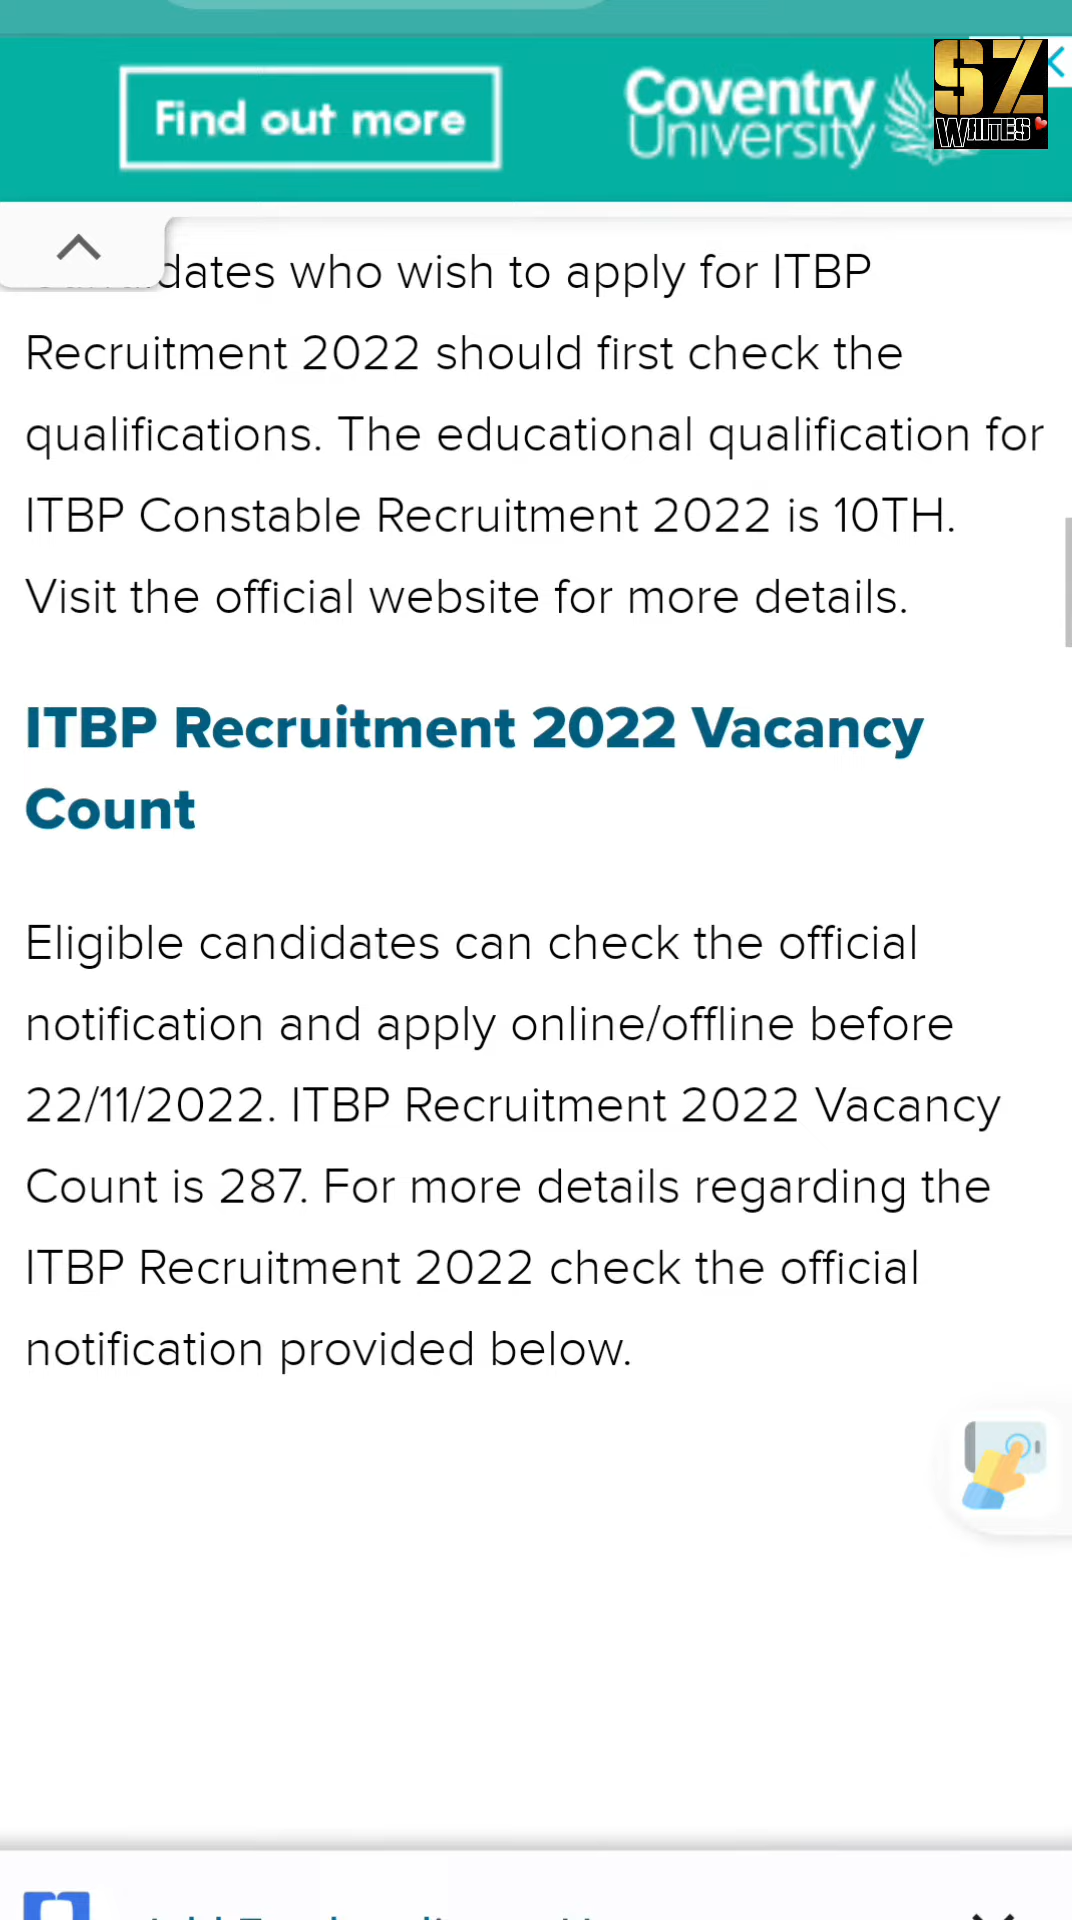 Find out more
Coventry
University
SZ
WRITES
dates who wish to apply for ITBP
Recruitment 2022 should first check the
qualifications. The educational qualification for
ITBP Constable Recruitment 2022 is 10TH.
Visit the official website for more details.
ITBP Recruitment 2022 Vacancy
Count
Eligible candidates can check the official
notification and apply online/offline before
22/11/2022. ITBP Recruitment 2022 Vacancy
Count is 287. For more details regarding the
ITBP Recruitment 2022 check the official
notification provided below.